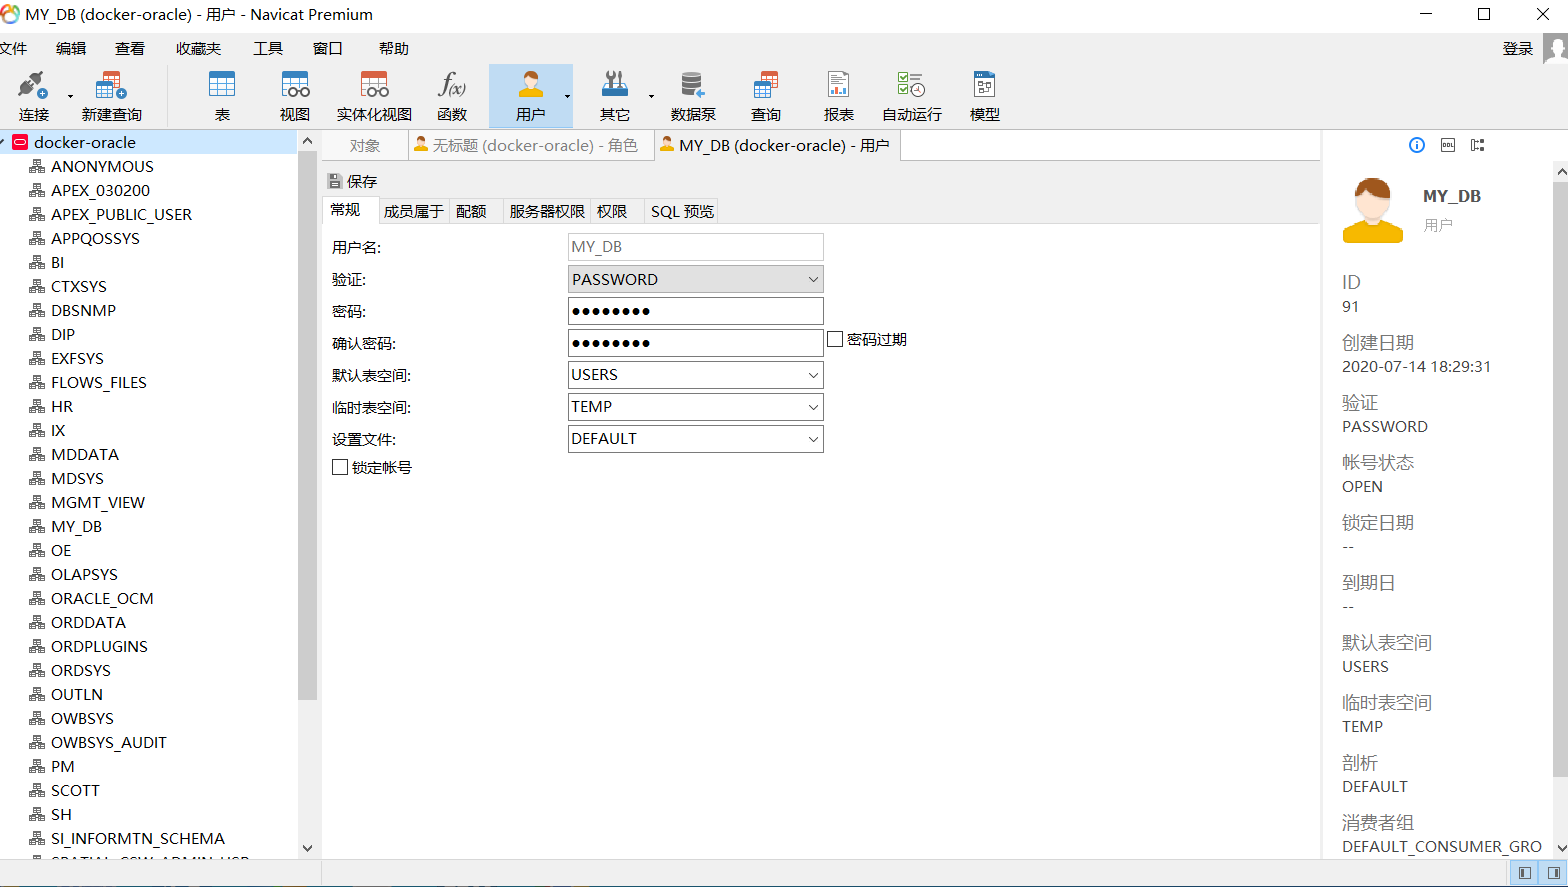 MY_DB (docker-oracle) - 用户 - Navicat Premium
文件 编辑 查看 收藏夹 工具 窗口 帮助 登录
连接 新建查询 表 视图 实体化视图 函数 用户 其它 数据泵 查询 报表 自动运行 模型
docker-oracle
ANONYMOUS
APEX_030200
APEX_PUBLIC_USER
APPQOSSYS
BI
CTXSYS
DBSNMP
DIP
EXFSYS
FLOWS_FILES
HR
IX
MDDATA
MDSYS
MGMT_VIEW
MY_DB
OE
OLAPSYS
ORACLE_OCM
ORDDATA
ORDPLUGINS
ORDSYS
OUTLN
OWBSYS
OWBSYS_AUDIT
PM
SCOTT
SH
SI_INFORMTN_SCHEMA
对象 无标题 (docker-oracle) - 角色 MY_DB (docker-oracle) - 用户
保存
常规 成员属于 配额 服务器权限 权限 SQL 预览
用户名: MY_DB
验证: PASSWORD
密码: ●●●●●●●●
确认密码: ●●●●●●●● 密码过期
默认表空间: USERS
临时表空间: TEMP
设置文件: DEFAULT
锁定帐号
DDL
MY_DB
用户
ID
91
创建日期
2020-07-14 18:29:31
验证
PASSWORD
帐号状态
OPEN
锁定日期
--
到期日
--
默认表空间
USERS
临时表空间
TEMP
剖析
DEFAULT
消费者组
DEFAULT_CONSUMER_GRO